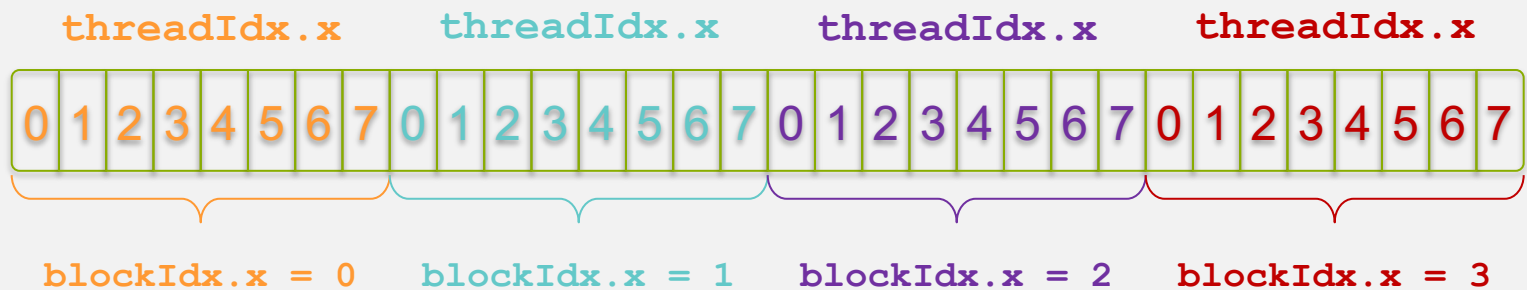 threadIdx.x threadIdx.x threadIdx.x threadIdx.x
0 1 2 3 4 5 6 7 0 1 2 3 4 5 6 7 0 1 2 3 4 5 6 7 0 1 2 3 4 5 6 7
blockIdx.x = 0 blockIdx.x = 1 blockIdx.x = 2 blockIdx.x = 3